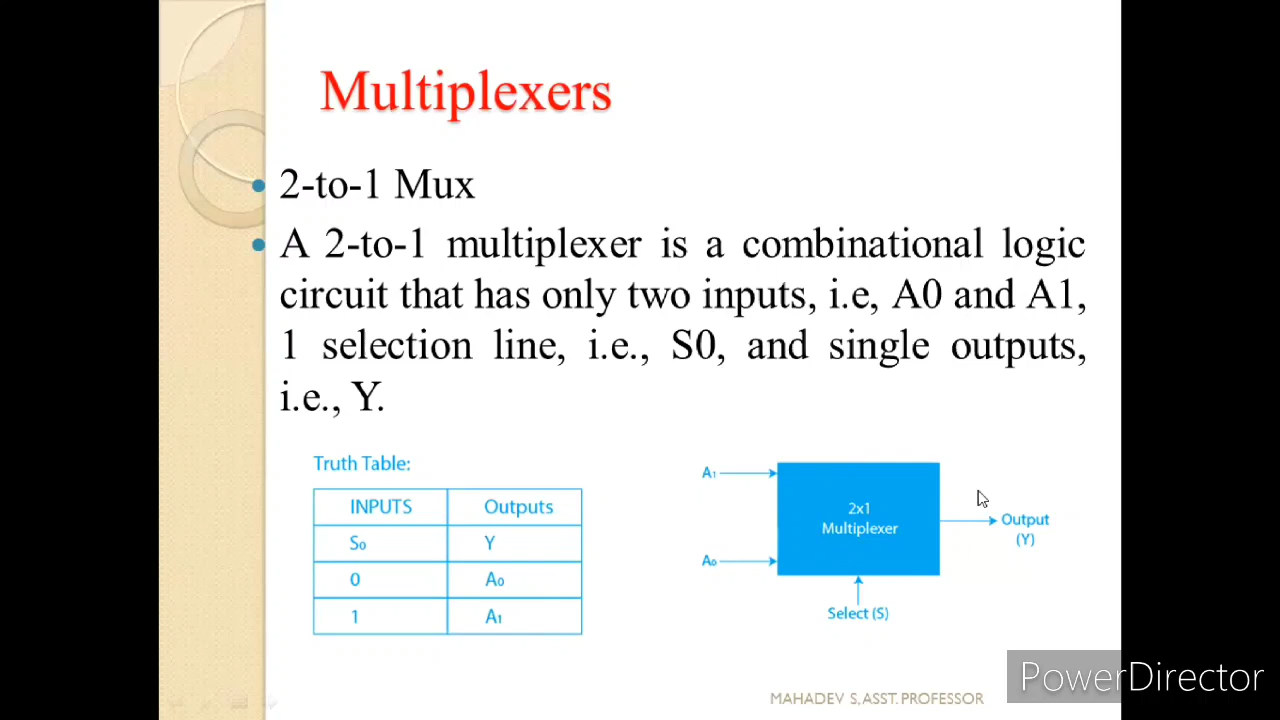 Multiplexers
2-to-1 Mux
A 2-to-1 multiplexer is a combinational logic
circuit that has only two inputs, i.e, A0 and A1,
1 selection line, i.e., S0, and single outputs,
i.e., Y.
Truth Table:
INPUTS Outputs
S₀ Y
0 A₀
1 A₁
A₁
A₀
2x1
Multiplexer
Output
(Y)
Select (S)
MAHADEV S, ASST. PROFESSOR
PowerDirector